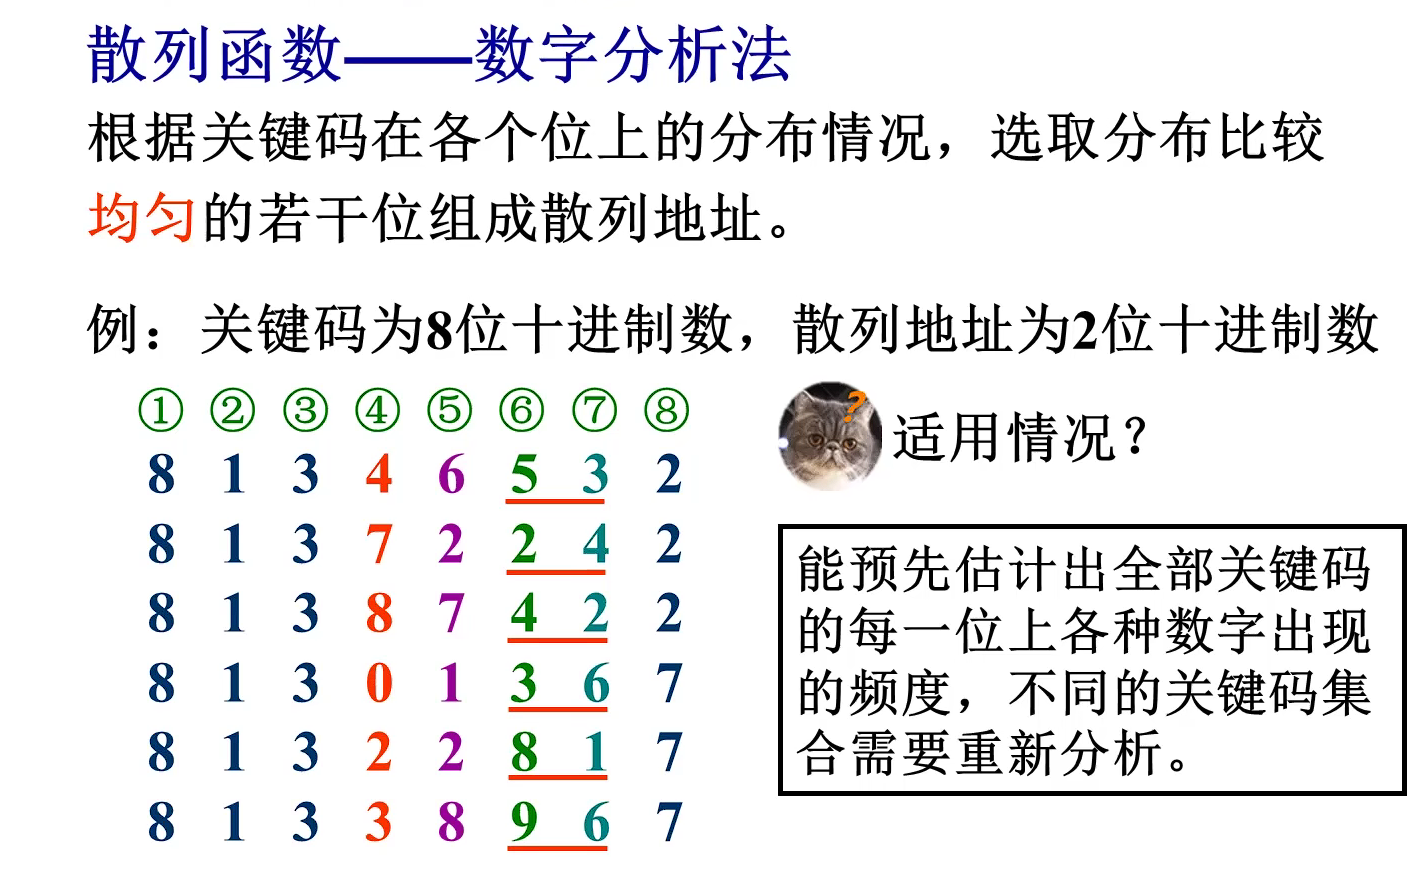 散列函数——数字分析法
根据关键码在各个位上的分布情况，选取分布比较
均匀的若干位组成散列地址。
例：关键码为8位十进制数，散列地址为2位十进制数
① ② ③ ④ ⑤ ⑥ ⑦ ⑧
8 1 3 4 6 5 3 2
8 1 3 7 2 2 4 2
8 1 3 8 7 4 2 2
8 1 3 0 1 3 6 7
8 1 3 2 2 8 1 7
8 1 3 3 8 9 6 7
?
适用情况？
能预先估计出全部关键码
的每一位上各种数字出现
的频度，不同的关键码集
合需要重新分析。